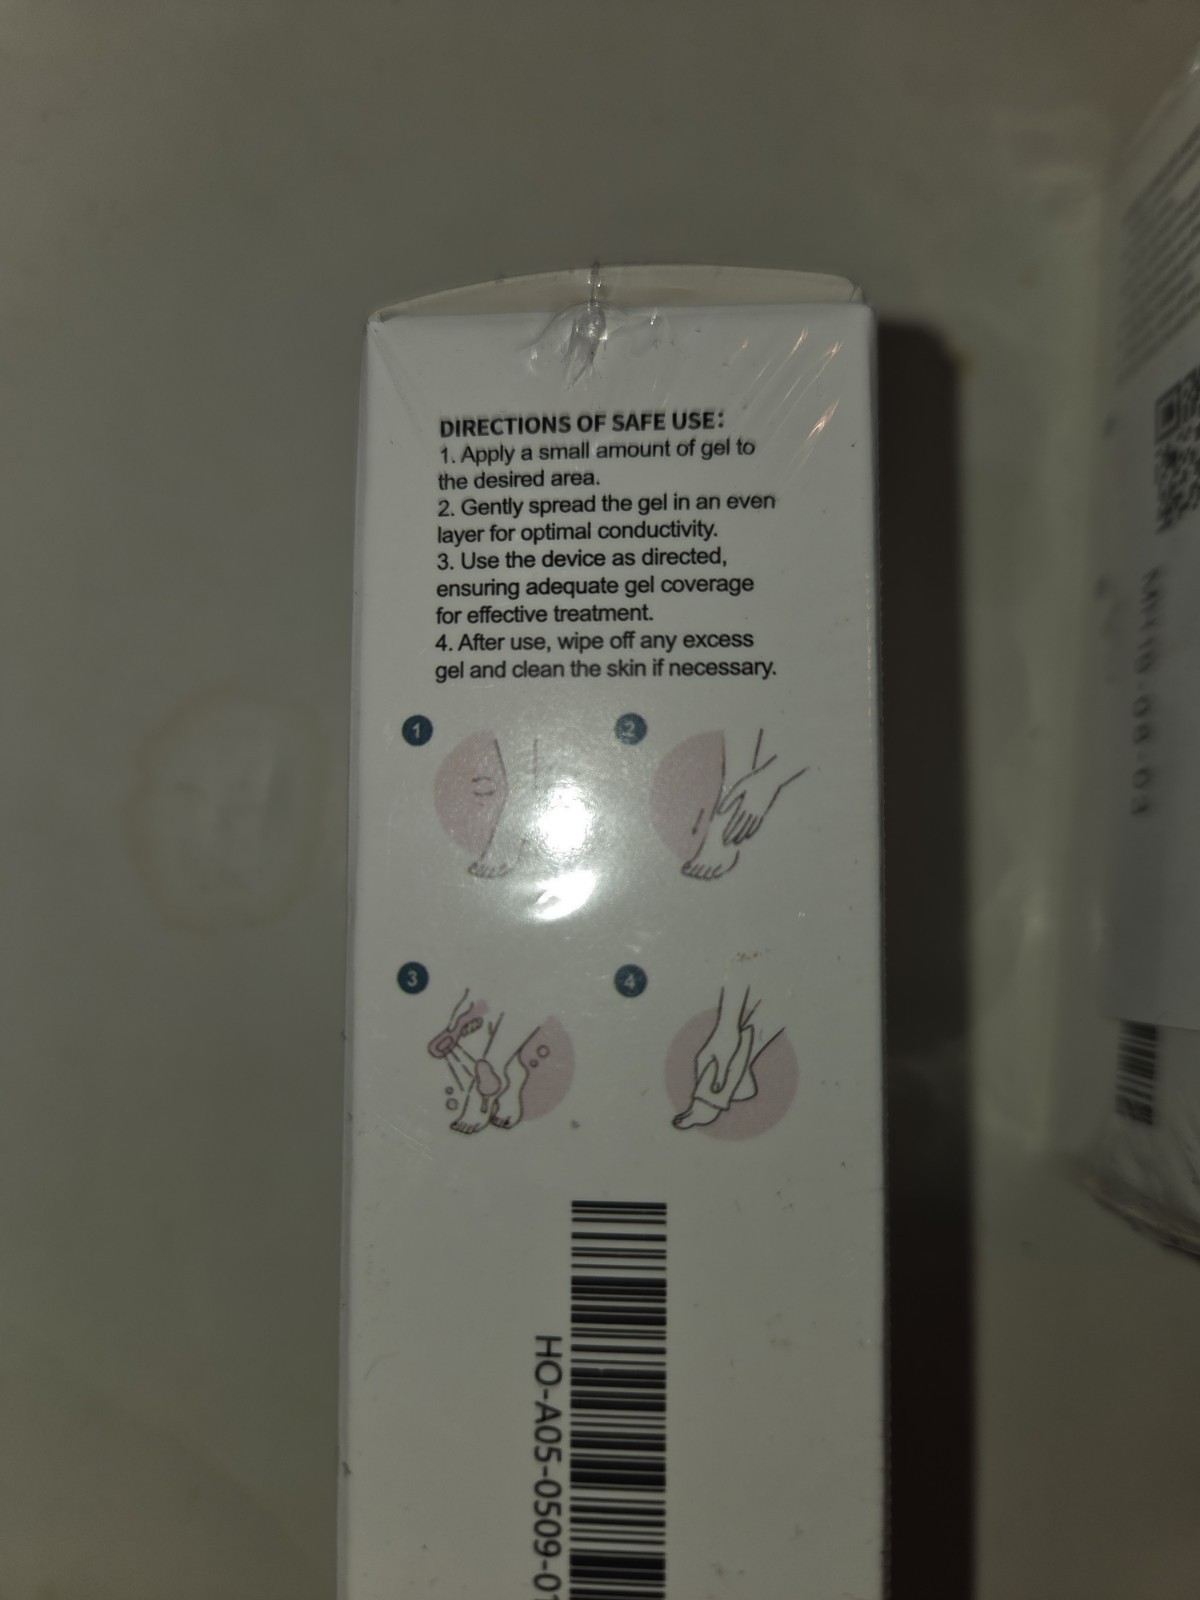 DIRECTIONS OF SAFE USE:
1. Apply a small amount of gel to
the desired area.
2. Gently spread the gel in an even
layer for optimal conductivity.
3. Use the device as directed,
ensuring adequate gel coverage
for effective treatment.
4. After use, wipe off any excess
gel and clean the skin if necessary.
1
2
3
4
HO-A05-0509-01